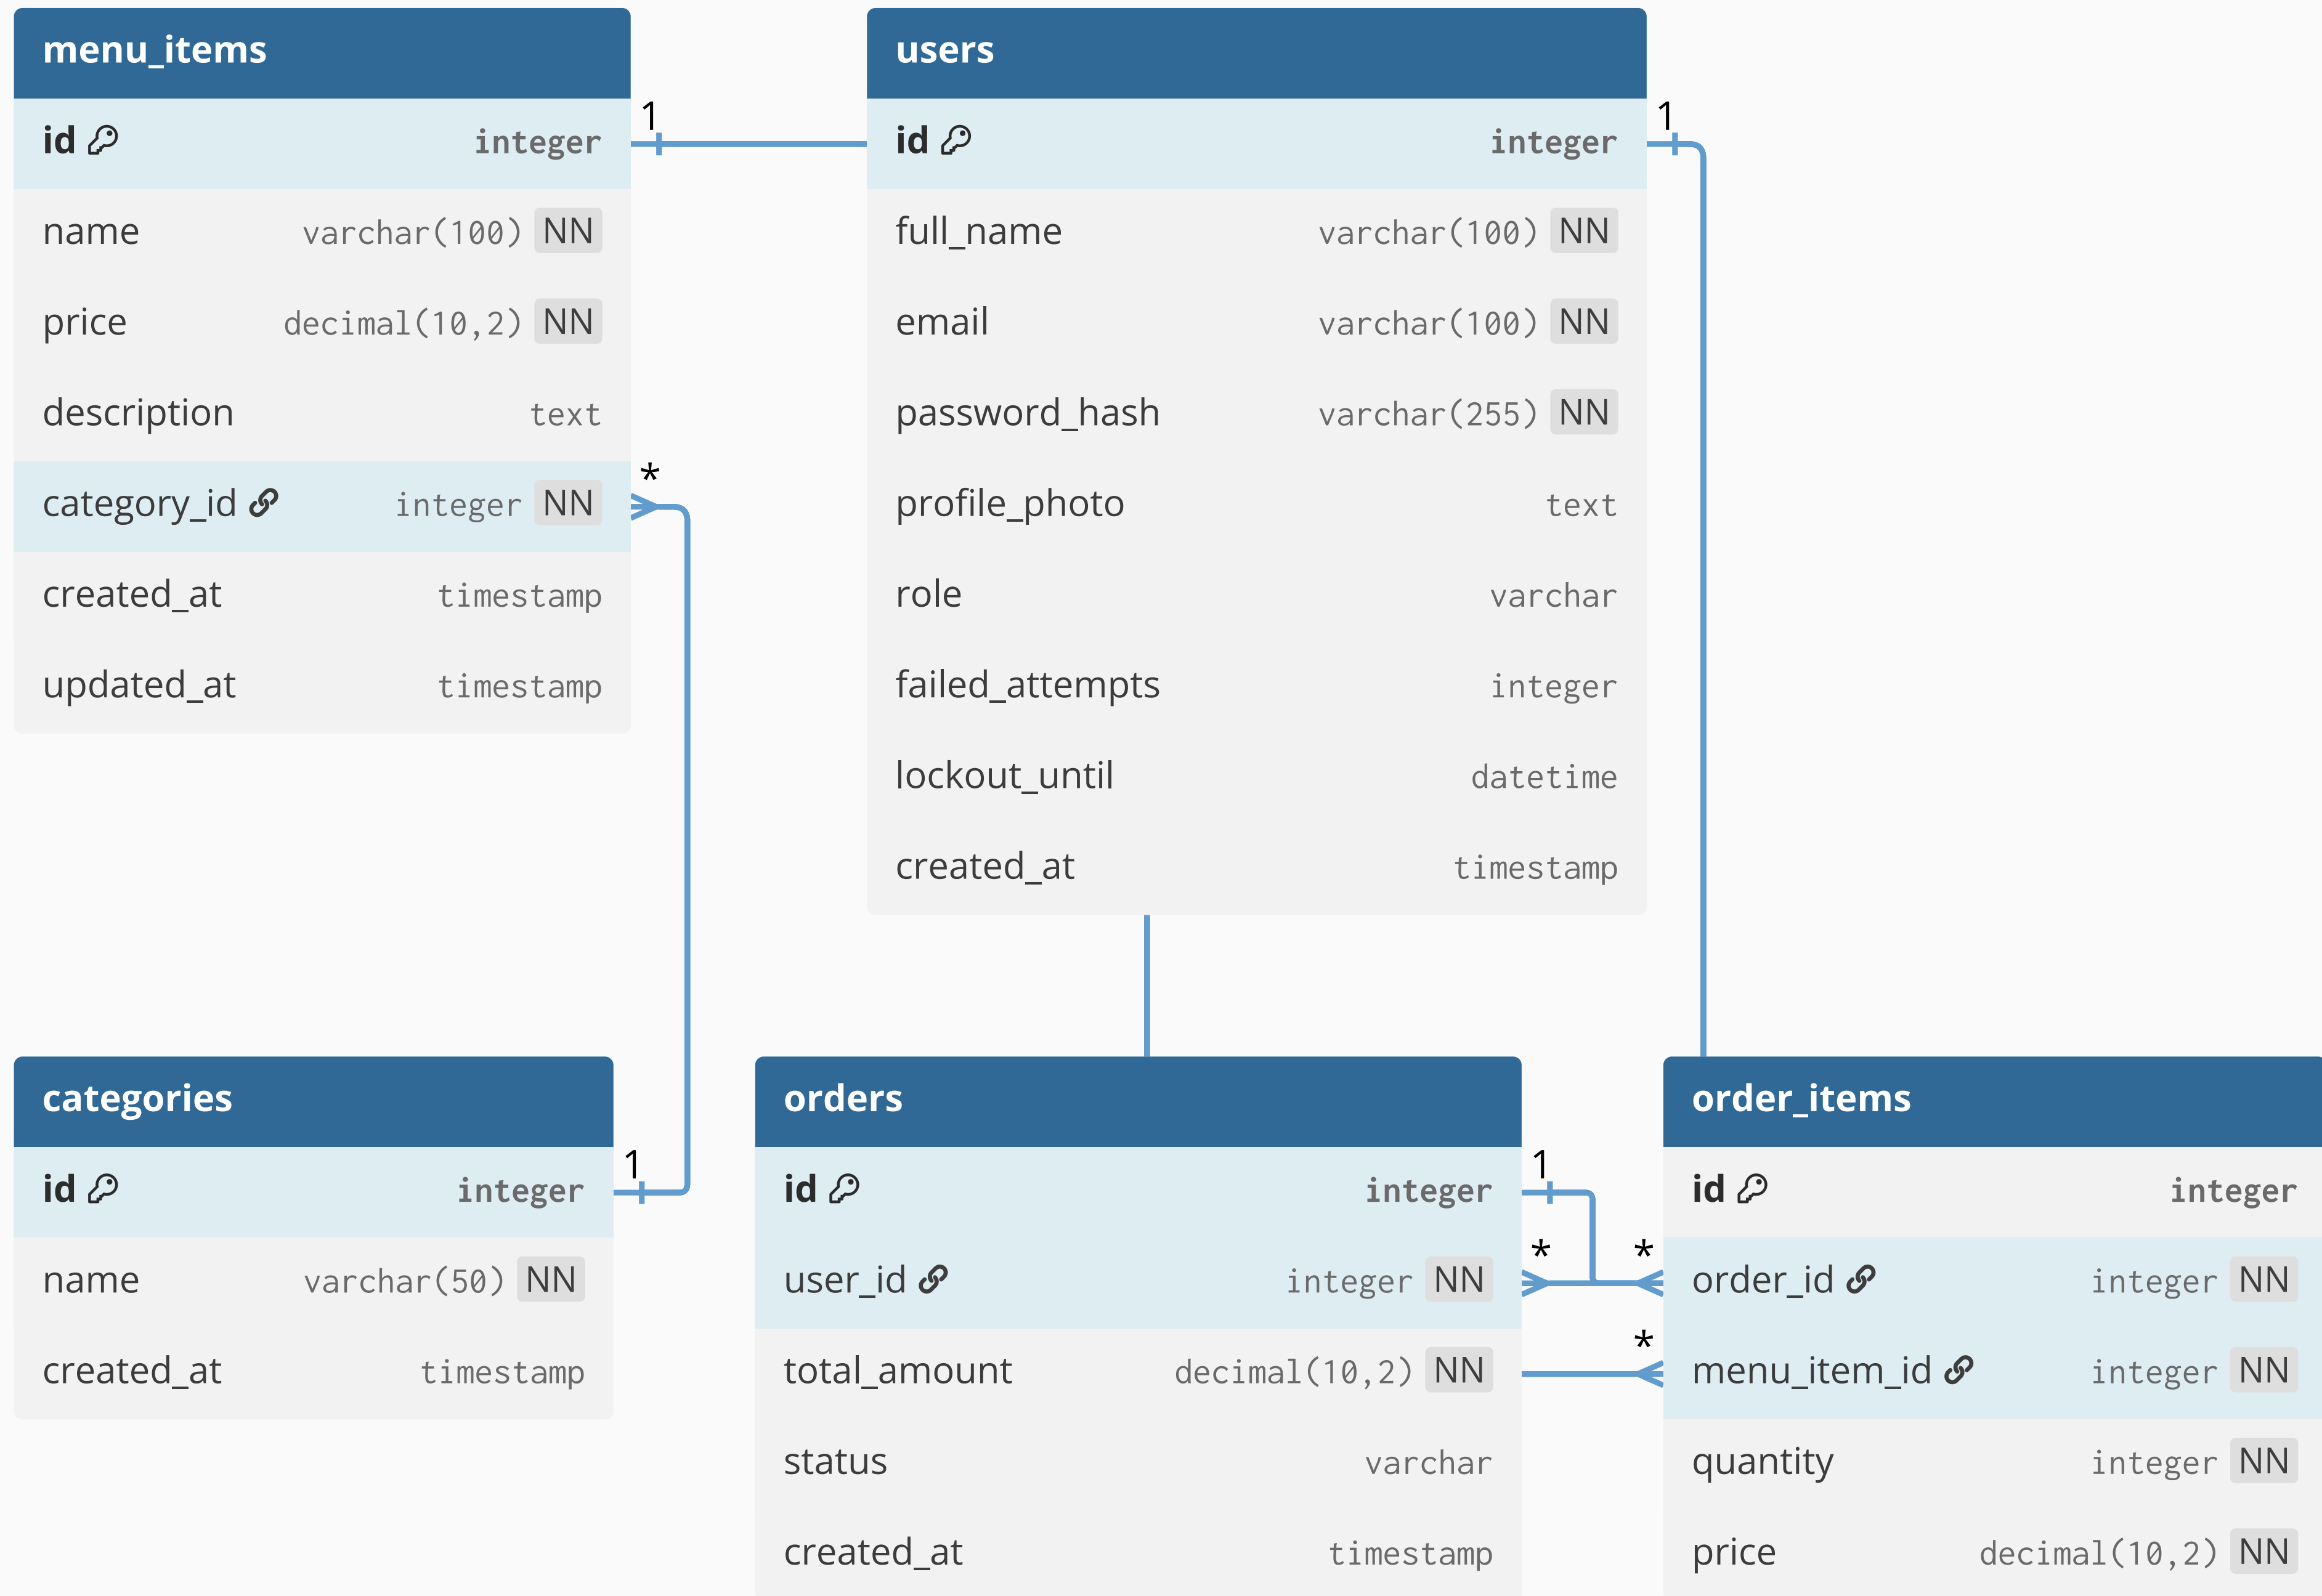 menu_items
id integer
name varchar(100) NN
price decimal(10,2) NN
description text
category_id integer NN
created_at timestamp
updated_at timestamp
1
*
users
id integer
full_name varchar(100) NN
email varchar(100) NN
password_hash varchar(255) NN
profile_photo text
role varchar
failed_attempts integer
lockout_until datetime
created_at timestamp
1
categories
id integer
name varchar(50) NN
created_at timestamp
1
orders
id integer
user_id integer NN
total_amount decimal(10,2) NN
status varchar
created_at timestamp
1
* *
*
order_items
id integer
order_id integer NN
menu_item_id integer NN
quantity integer NN
price decimal(10,2) NN